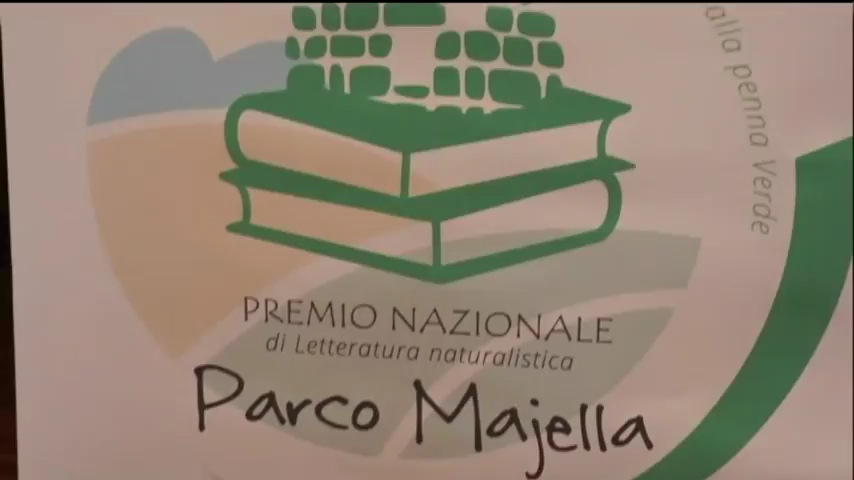 alla penna Verde
PREMIO NAZIONALE
di Letteratura naturalistica
Parco Majella